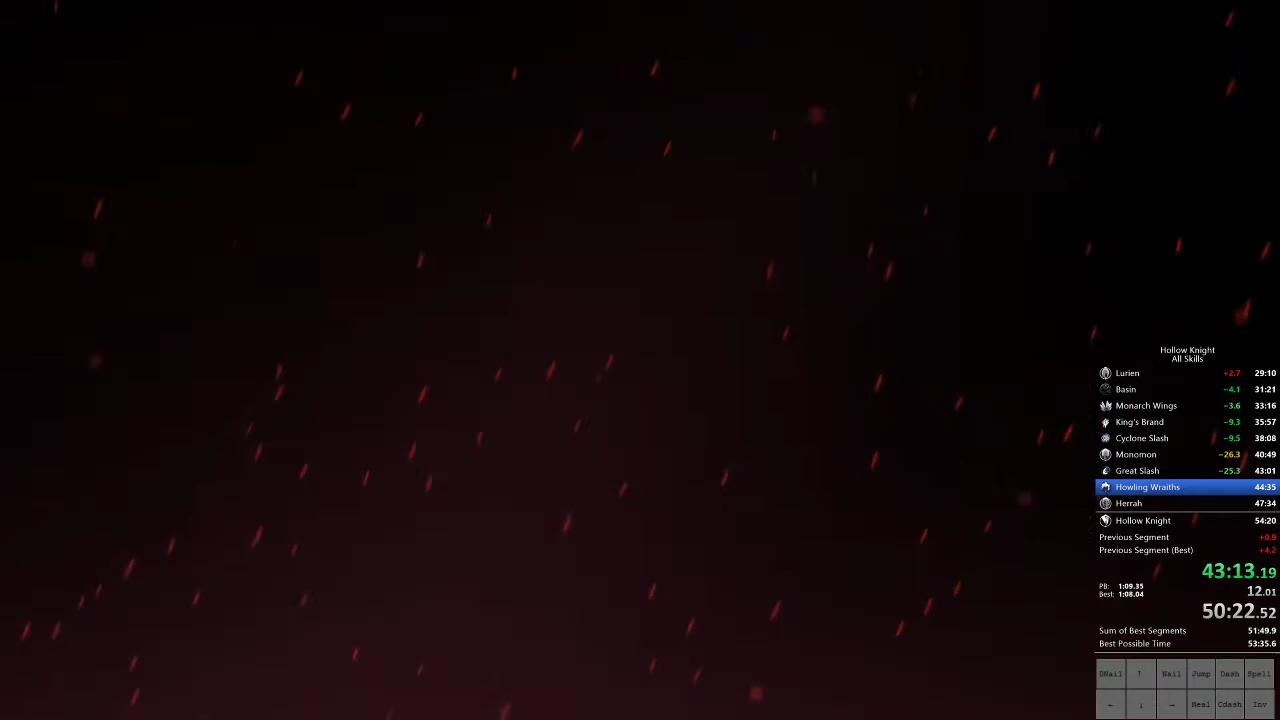 Hollow Knight
All Skills
Lurien +2.7 29:10
Basin −4.1 31:21
Monarch Wings −3.6 33:16
King's Brand −9.3 35:57
Cyclone Slash −9.5 38:08
Monomon −26.3 40:49
Great Slash −25.3 43:01
Howling Wraiths 44:35
Herrah 47:34
Hollow Knight 54:20
Previous Segment +0.9
Previous Segment (Best) +4.2
43:13.19
PB: 1:09.35 12.01
Best: 1:08.04
50:22.52
Sum of Best Segments 51:49.9
Best Possible Time 53:35.6
DNail ↑ Nail Jump Dash Spell
← ↓ → Heal Cdash Inv